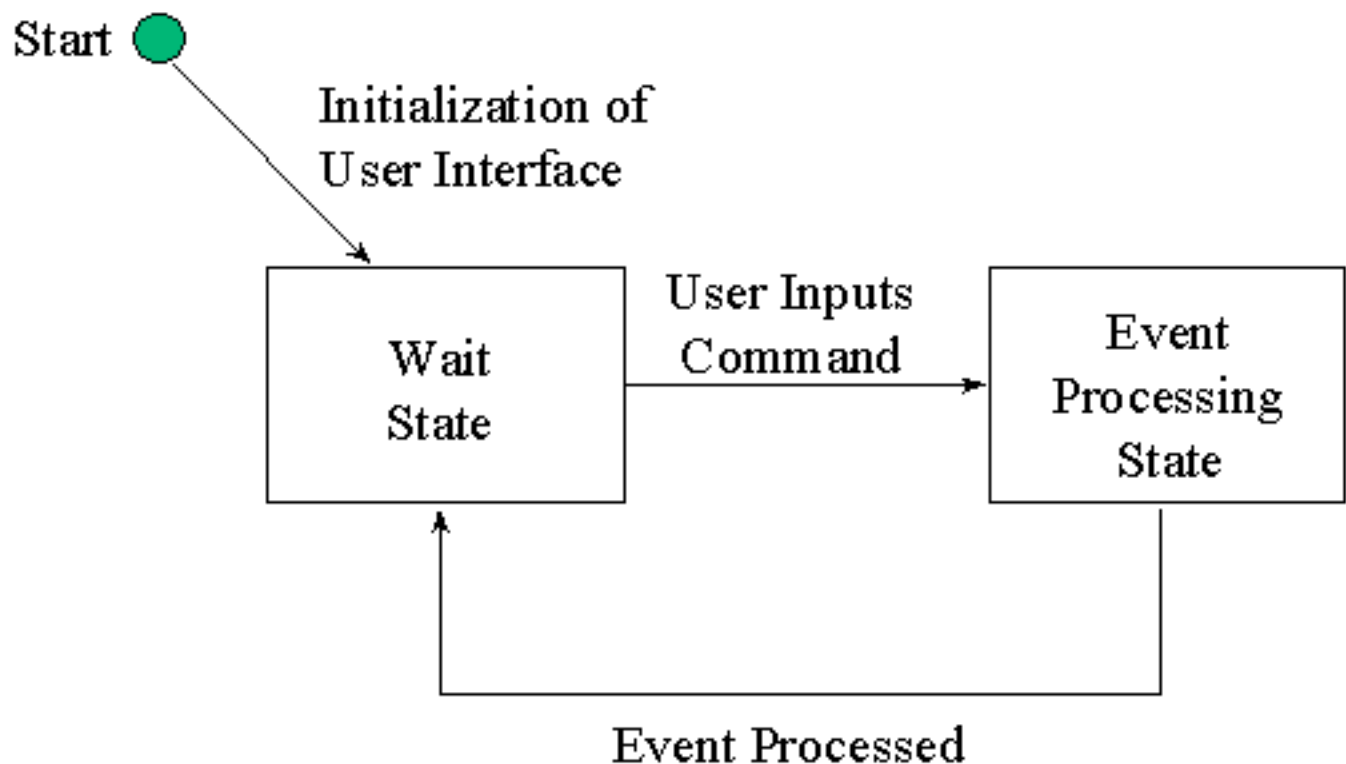 Start
Initialization of
User Interface
User Inputs
Command
Wait
State
Event
Processing
State
Event Processed